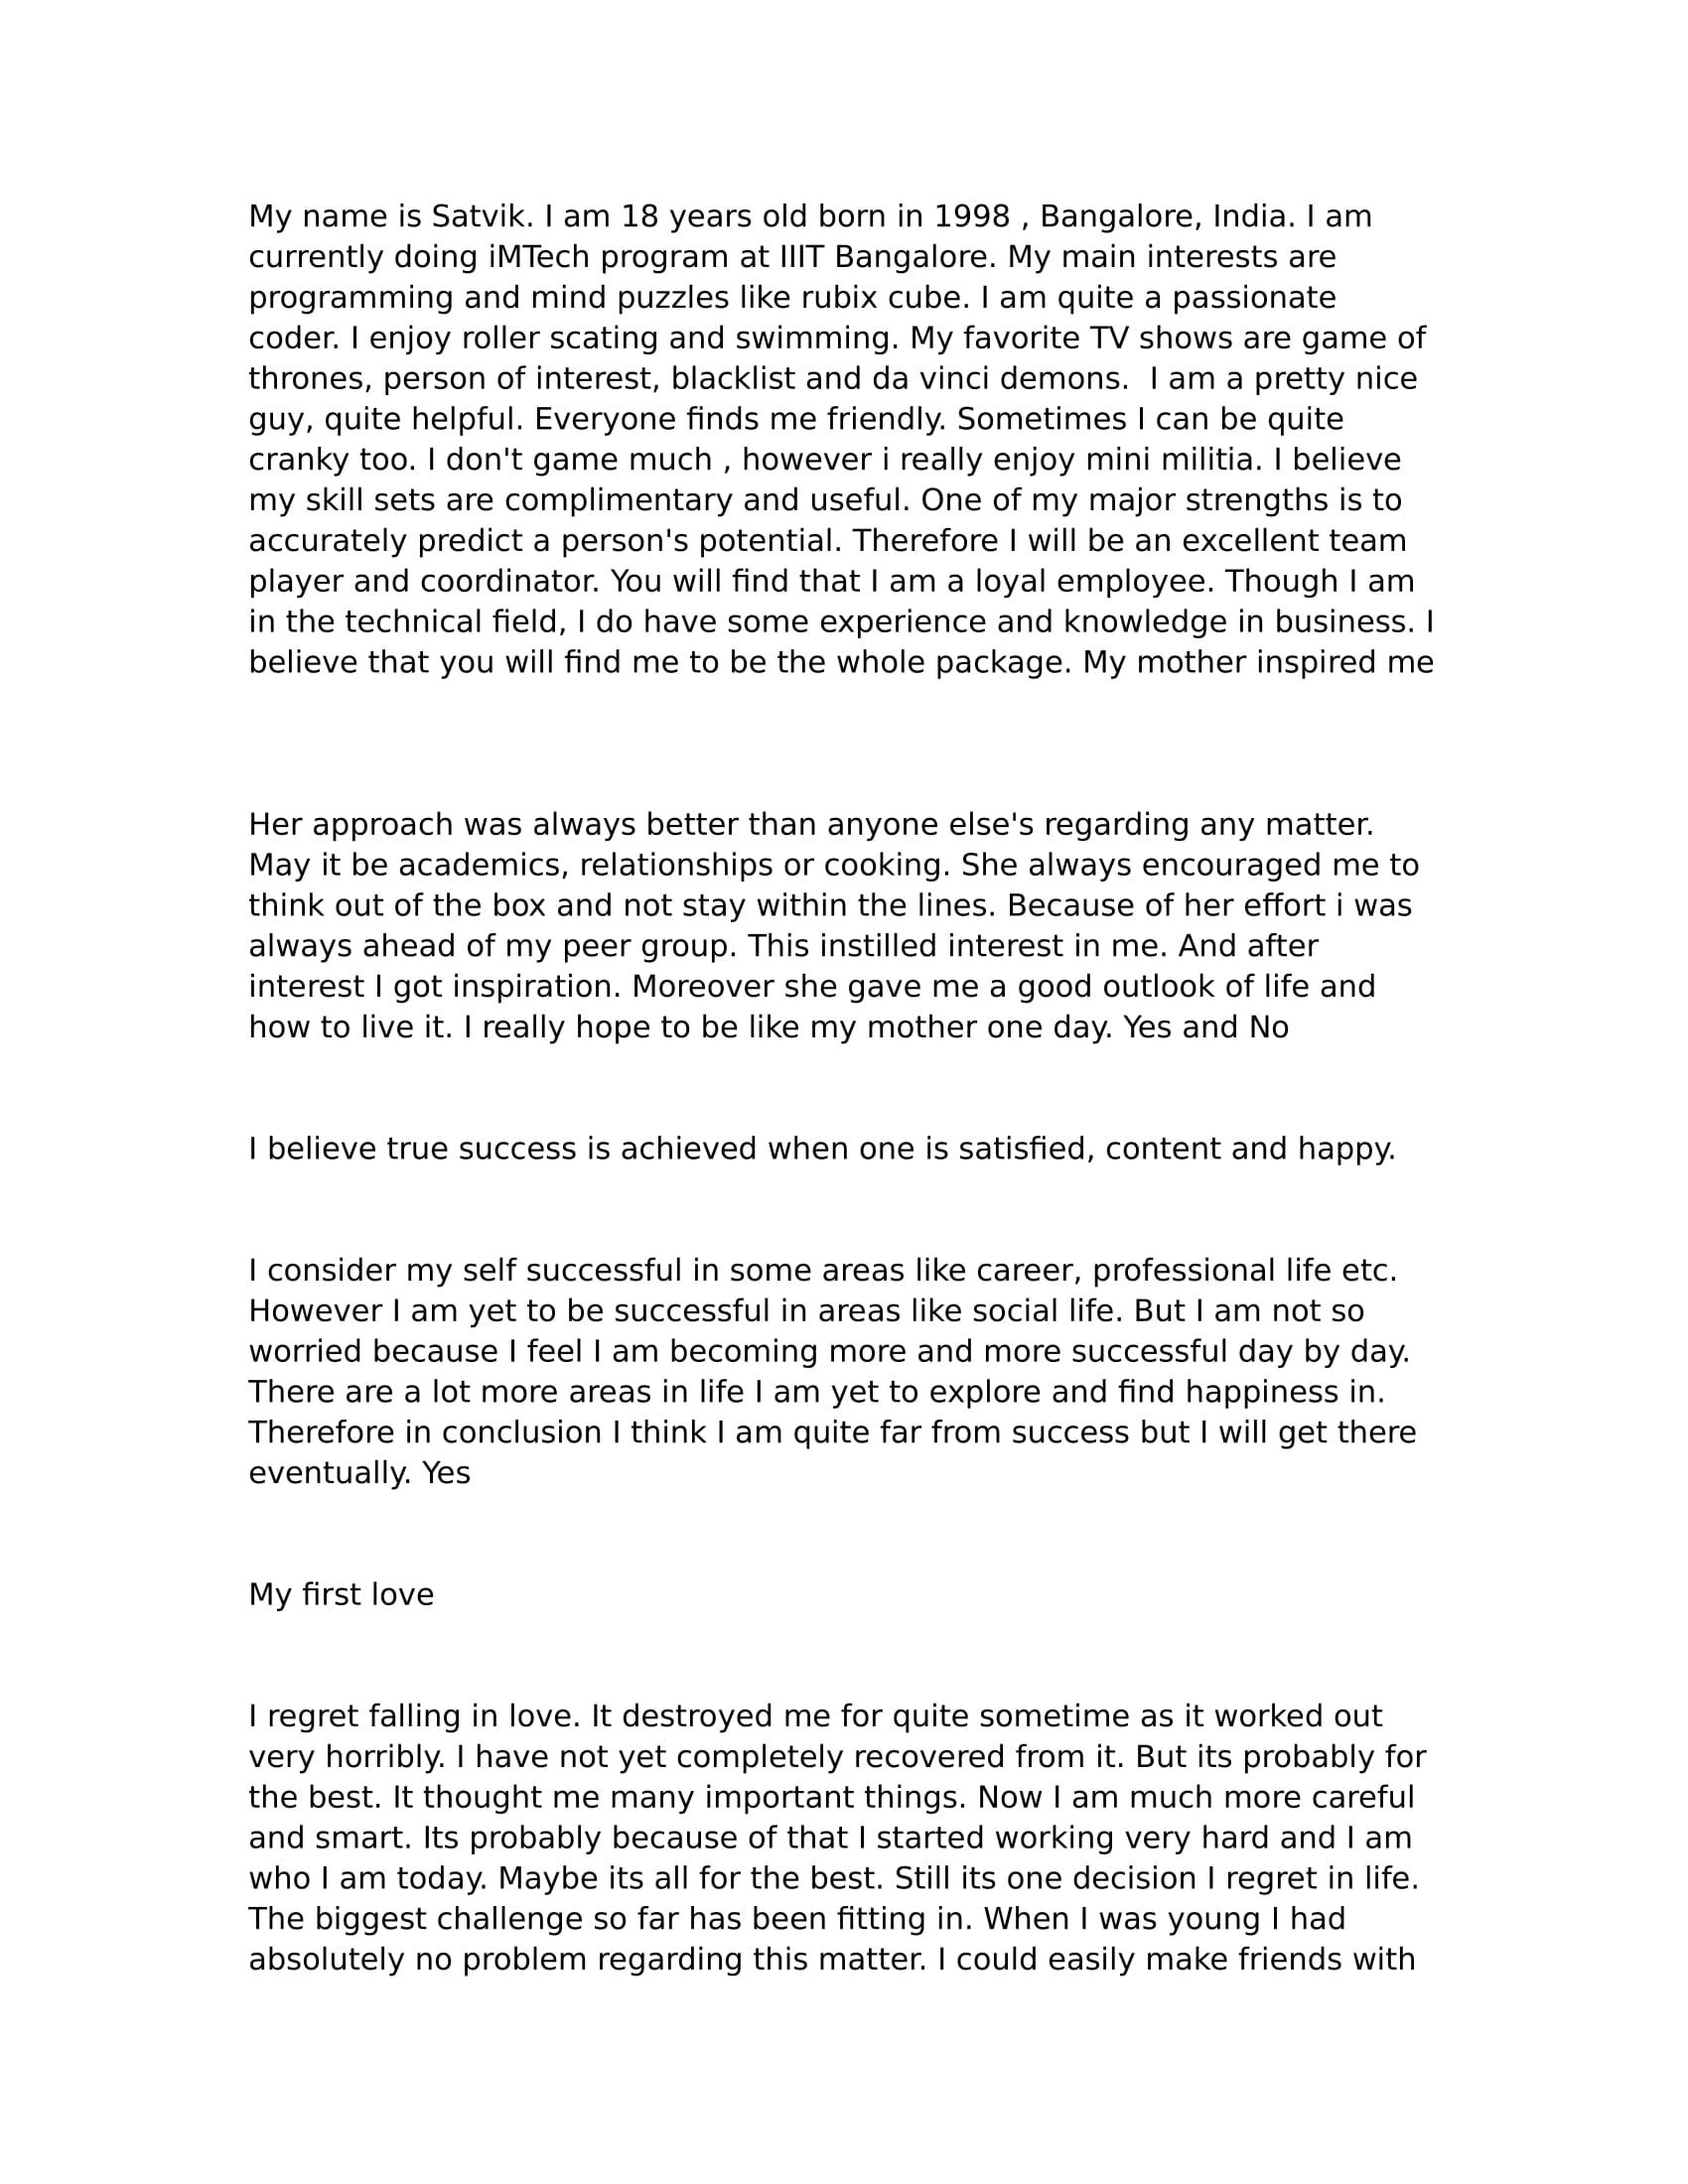 My name is Satvik. I am 18 years old born in 1998 , Bangalore, India. I am
currently doing iMTech program at IIIT Bangalore. My main interests are
programming and mind puzzles like rubix cube. I am quite a passionate
coder. I enjoy roller scating and swimming. My favorite TV shows are game of
thrones, person of interest, blacklist and da vinci demons.  I am a pretty nice
guy, quite helpful. Everyone finds me friendly. Sometimes I can be quite
cranky too. I don't game much , however i really enjoy mini militia. I believe
my skill sets are complimentary and useful. One of my major strengths is to
accurately predict a person's potential. Therefore I will be an excellent team
player and coordinator. You will find that I am a loyal employee. Though I am
in the technical field, I do have some experience and knowledge in business. I
believe that you will find me to be the whole package. My mother inspired me
Her approach was always better than anyone else's regarding any matter.
May it be academics, relationships or cooking. She always encouraged me to
think out of the box and not stay within the lines. Because of her effort i was
always ahead of my peer group. This instilled interest in me. And after
interest I got inspiration. Moreover she gave me a good outlook of life and
how to live it. I really hope to be like my mother one day. Yes and No
I believe true success is achieved when one is satisfied, content and happy.
I consider my self successful in some areas like career, professional life etc.
However I am yet to be successful in areas like social life. But I am not so
worried because I feel I am becoming more and more successful day by day.
There are a lot more areas in life I am yet to explore and find happiness in.
Therefore in conclusion I think I am quite far from success but I will get there
eventually. Yes
My first love
I regret falling in love. It destroyed me for quite sometime as it worked out
very horribly. I have not yet completely recovered from it. But its probably for
the best. It thought me many important things. Now I am much more careful
and smart. Its probably because of that I started working very hard and I am
who I am today. Maybe its all for the best. Still its one decision I regret in life.
The biggest challenge so far has been fitting in. When I was young I had
absolutely no problem regarding this matter. I could easily make friends with